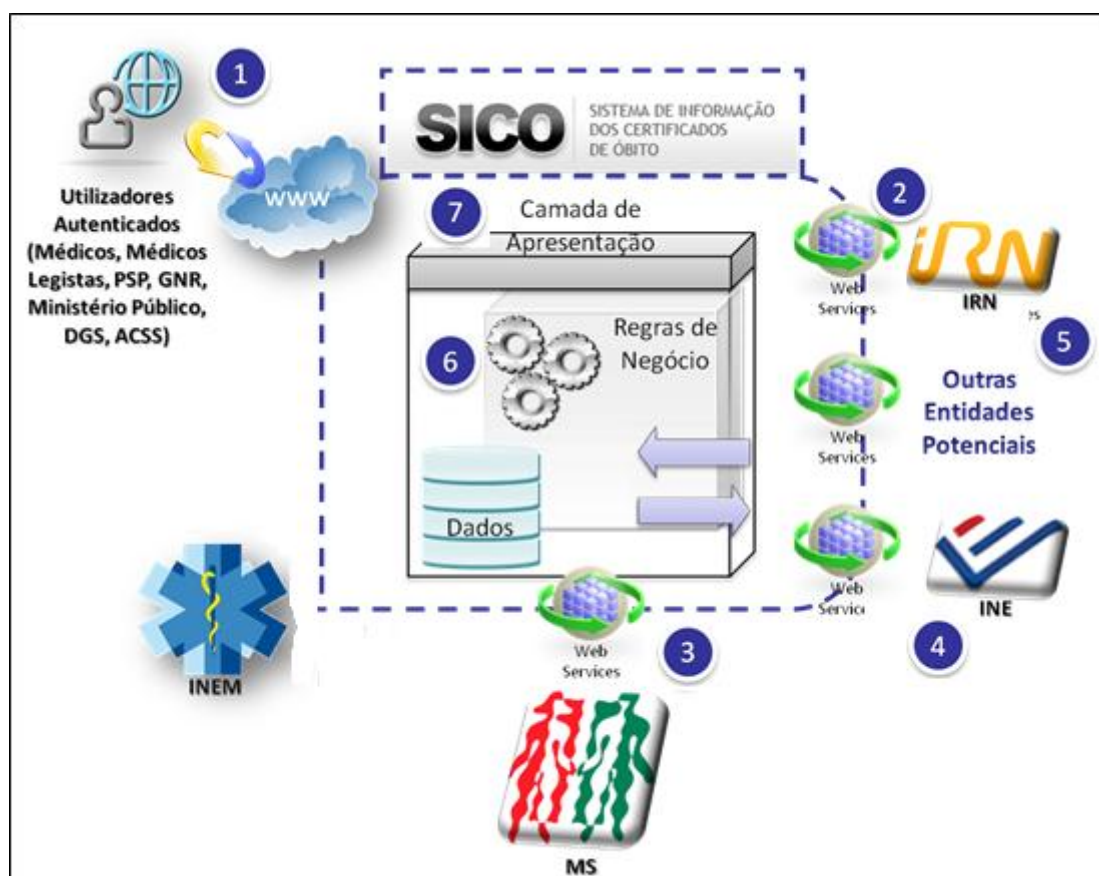 1
Utilizadores
Autenticados
(Médicos, Médicos
Legistas, PSP, GNR,
Ministério Público,
DGS, ACSS)
www
SICO
SISTEMA DE INFORMAÇÃO
DOS CERTIFICADOS
DE ÓBITO
7
Camada de
Apresentação
6
Regras de
Negócio
Dados
2
Web
Services
iRN
IRN
5
Web
Services
Outras
Entidades
Potenciais
Web
Service
INE
4
INEM
Web
Services
3
MS